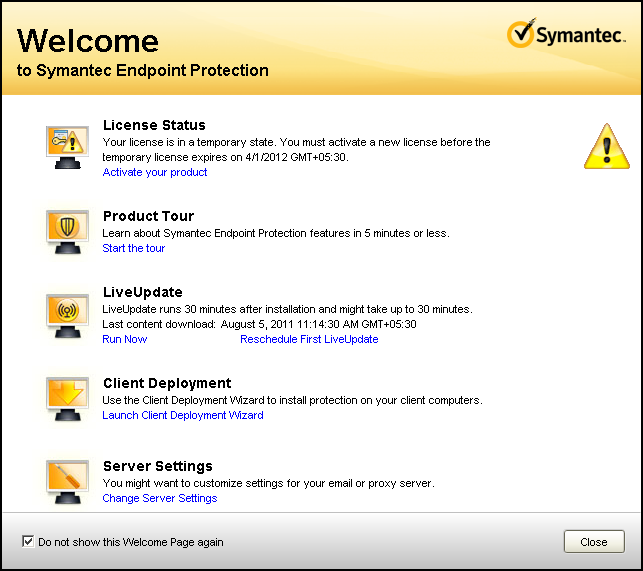 Welcome
to Symantec Endpoint Protection
Symantec.
License Status
Your license is in a temporary state. You must activate a new license before the
temporary license expires on 4/1/2012 GMT+05:30.
Activate your product
Product Tour
Learn about Symantec Endpoint Protection features in 5 minutes or less.
Start the tour
LiveUpdate
LiveUpdate runs 30 minutes after installation and might take up to 30 minutes.
Last content download: August 5, 2011 11:14:30 AM GMT+05:30
Run Now Reschedule First LiveUpdate
Client Deployment
Use the Client Deployment Wizard to install protection on your client computers.
Launch Client Deployment Wizard
Server Settings
You might want to customize settings for your email or proxy server.
Change Server Settings
Do not show this Welcome Page again
Close